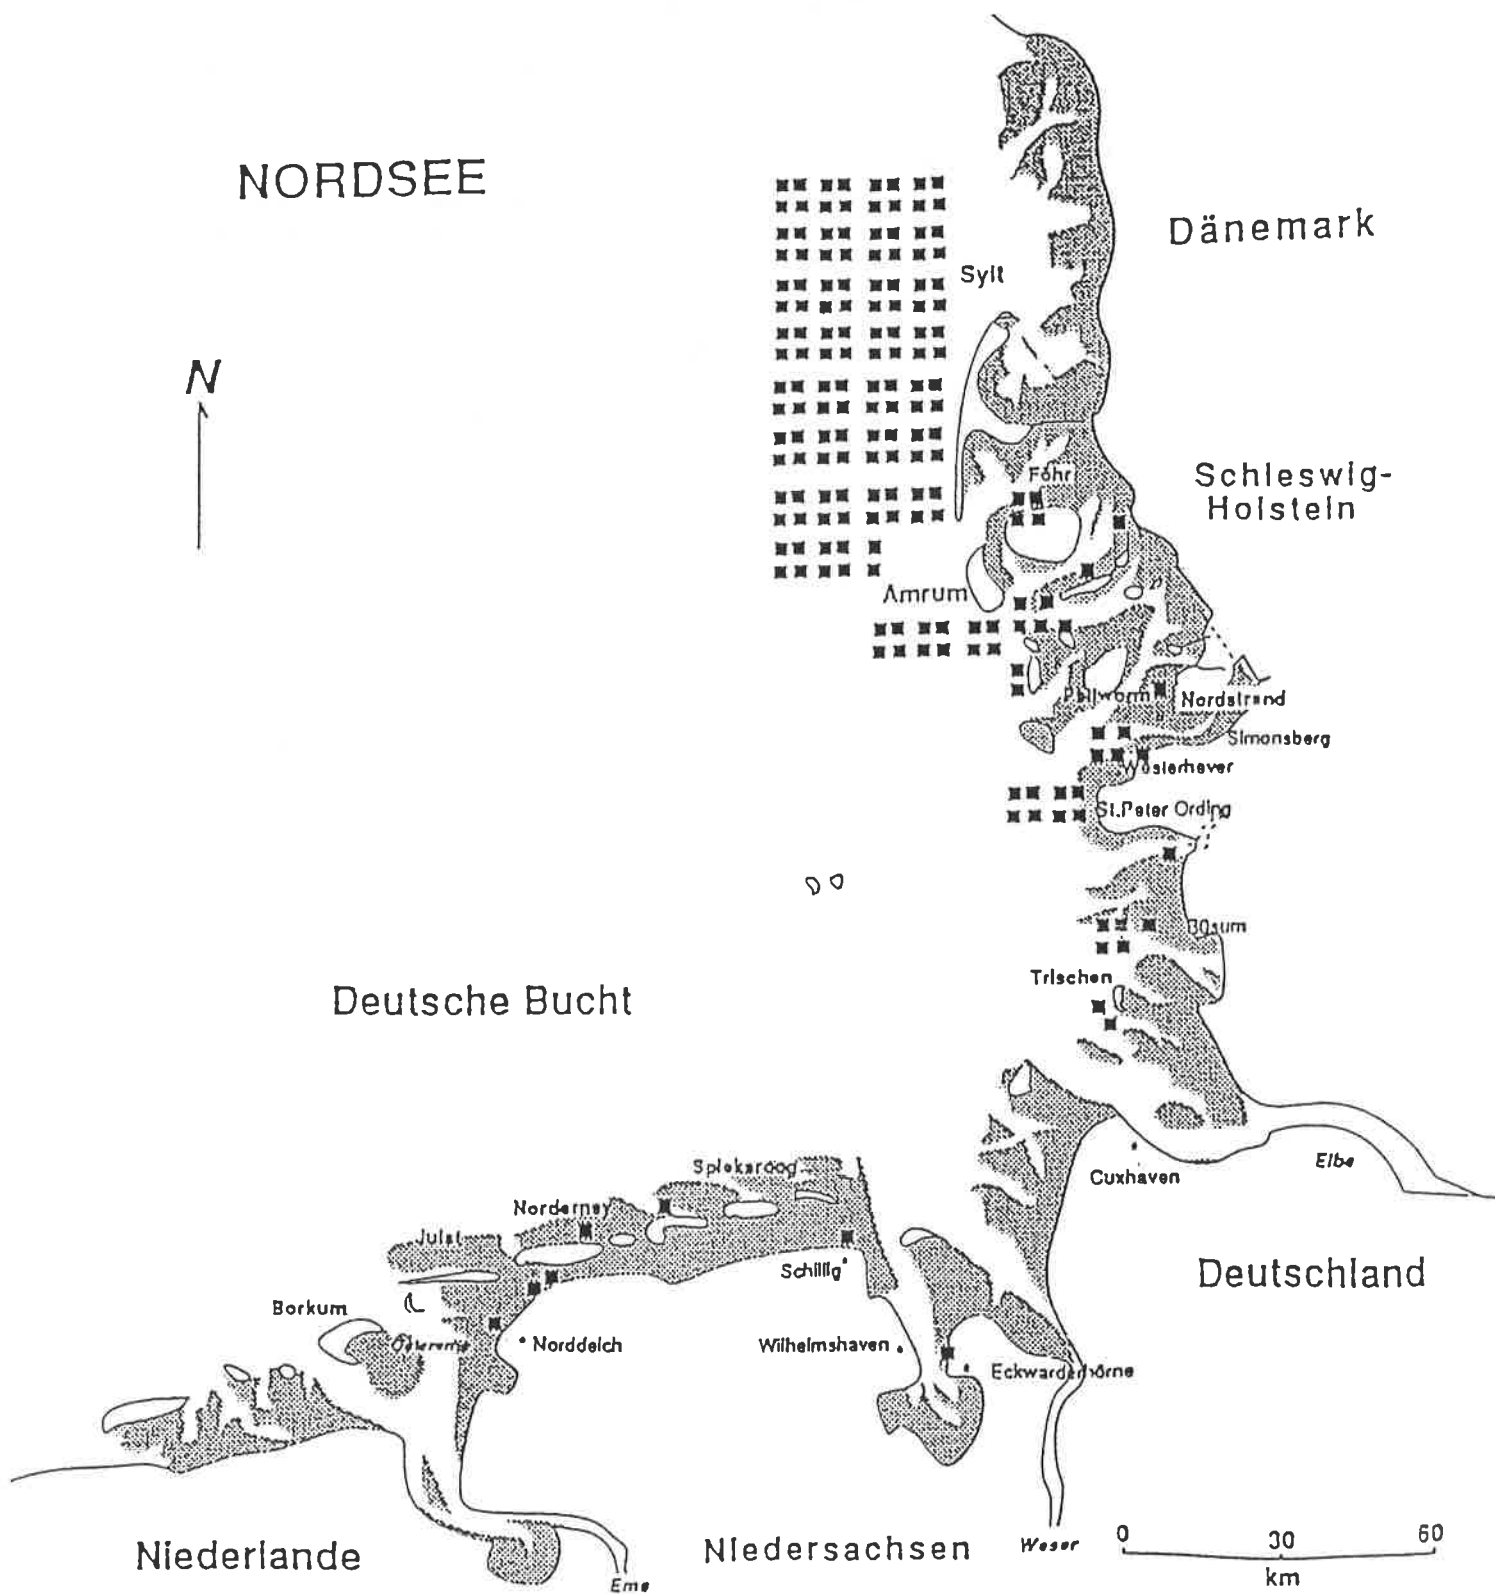 NORDSEE
Dänemark
Sylt
N
Schleswig-
Holstein
Föhr
Amrum
Pellworm
Nordstrand
Simonsberg
Westerhever
St.Peter Ording
Büsum
Trischen
Deutsche Bucht
Elbe
Cuxhaven
Spiekeroog
Norderney
Juist
Schillig
Deutschland
Borkum
Osterems
Norddeich
Wilhelmshaven
Eckwarderhörne
Niederlande
Ems
Niedersachsen
Weser
0 30 60
km